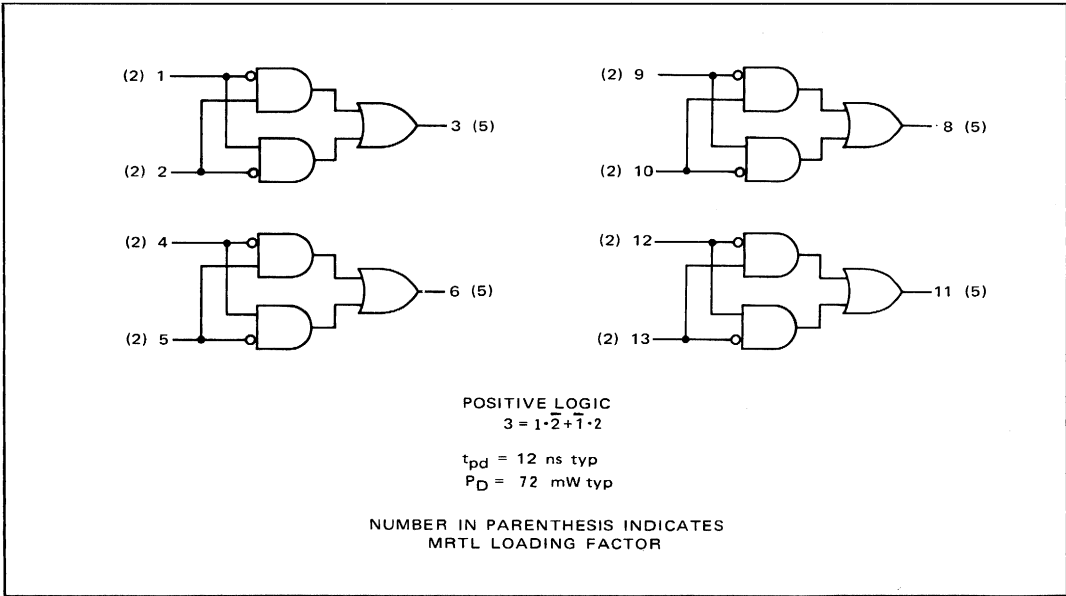 (2) 1
(2) 2
3 (5)
(2) 9
(2) 10
8 (5)
(2) 4
(2) 5
6 (5)
(2) 12
(2) 13
11 (5)
POSITIVE LOGIC
3 = 1·2̅+1̅·2
tpd = 12 ns typ
PD = 72 mW typ
NUMBER IN PARENTHESIS INDICATES
MRTL LOADING FACTOR